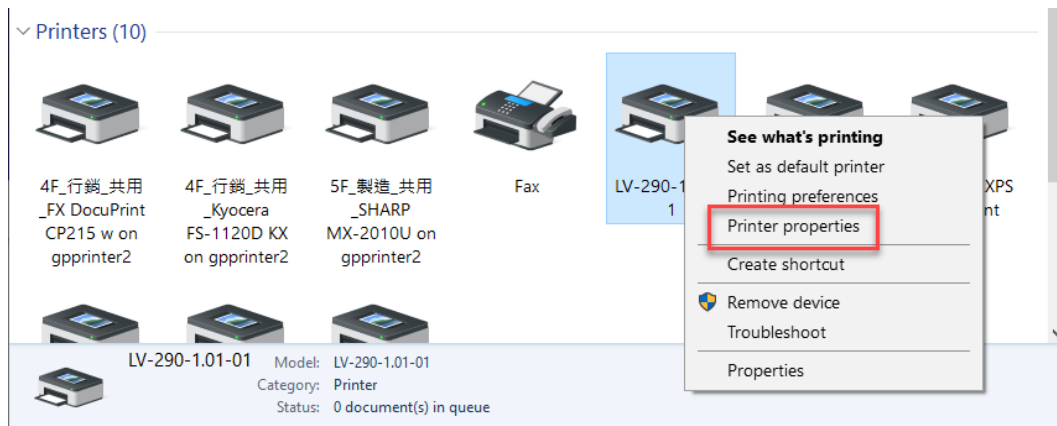 Printers (10)
4F_行銷_共用
_FX DocuPrint
CP215 w on
gpprinter2
4F_行銷_共用
_Kyocera
FS-1120D KX
on gpprinter2
5F_製造_共用
_SHARP
MX-2010U on
gpprinter2
Fax
LV-290-1
1
XPS
nt
See what's printing
Set as default printer
Printing preferences
Printer properties
Create shortcut
Remove device
Troubleshoot
Properties
LV-290-1.01-01
Model: LV-290-1.01-01
Category: Printer
Status: 0 document(s) in queue